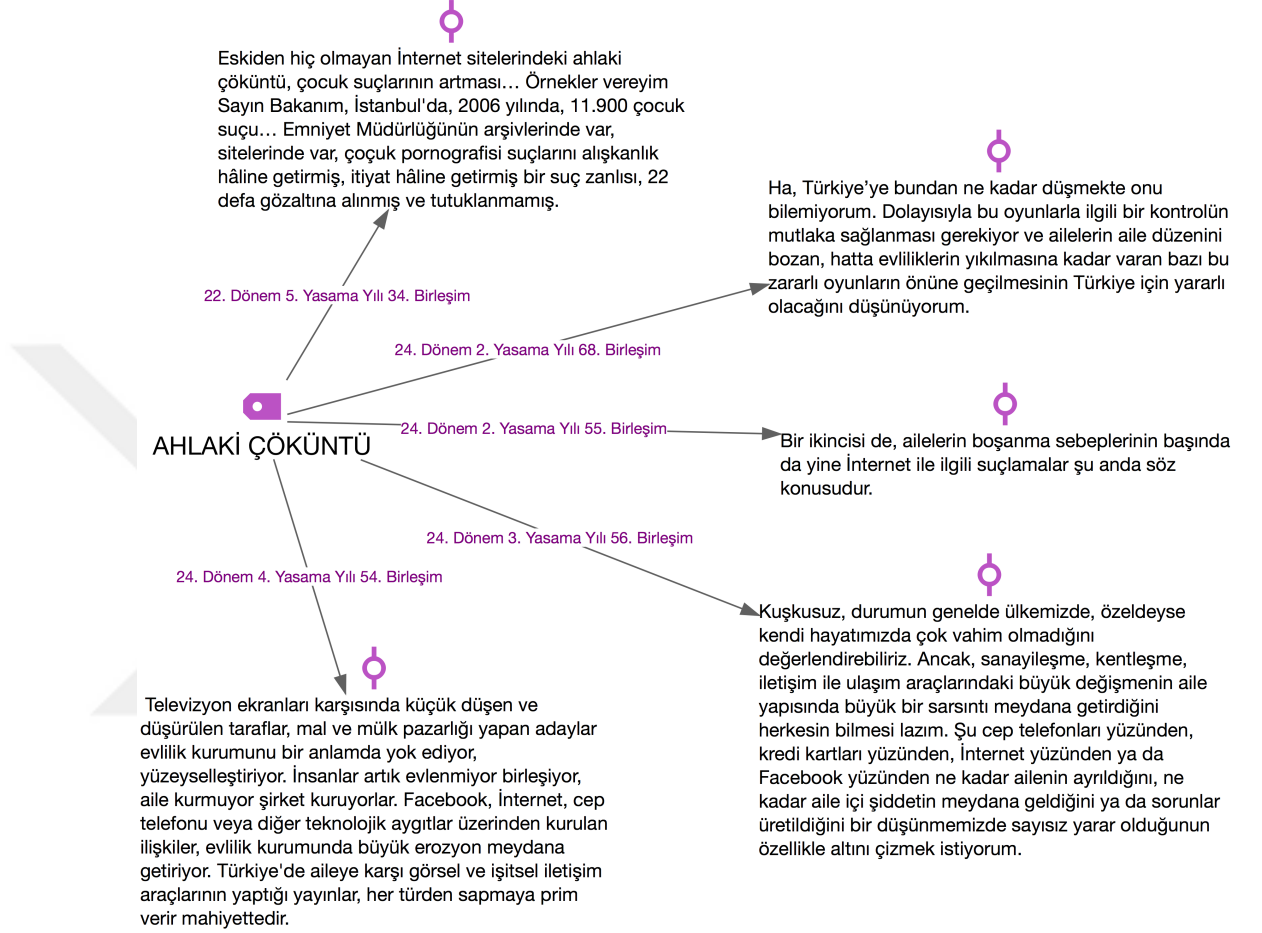 Eskiden hiç olmayan İnternet sitelerindeki ahlaki
çöküntü, çocuk suçlarının artması… Örnekler vereyim
Sayın Bakanım, İstanbul'da, 2006 yılında, 11.900 çocuk
suçu… Emniyet Müdürlüğünün arşivlerinde var,
sitelerinde var, çoçuk pornografisi suçlarını alışkanlık
hâline getirmiş, itiyat hâline getirmiş bir suç zanlısı, 22
defa gözaltına alınmış ve tutuklanmamış.
Ha, Türkiye’ye bundan ne kadar düşmekte onu
bilemiyorum. Dolayısıyla bu oyunlarla ilgili bir kontrolün
mutlaka sağlanması gerekiyor ve ailelerin aile düzenini
bozan, hatta evliliklerin yıkılmasına kadar varan bazı bu
zararlı oyunların önüne geçilmesinin Türkiye için yararlı
olacağını düşünüyorum.
22. Dönem 5. Yasama Yılı 34. Birleşim
24. Dönem 2. Yasama Yılı 68. Birleşim
24. Dönem 2. Yasama Yılı 55. Birleşim
AHLAKİ ÇÖKÜNTÜ
Bir ikincisi de, ailelerin boşanma sebeplerinin başında
da yine İnternet ile ilgili suçlamalar şu anda söz
konusudur.
24. Dönem 3. Yasama Yılı 56. Birleşim
24. Dönem 4. Yasama Yılı 54. Birleşim
Kuşkusuz, durumun genelde ülkemizde, özeldeyse
kendi hayatımızda çok vahim olmadığını
değerlendirebiliriz. Ancak, sanayileşme, kentleşme,
iletişim ile ulaşım araçlarındaki büyük değişmenin aile
yapısında büyük bir sarsıntı meydana getirdiğini
herkesin bilmesi lazım. Şu cep telefonları yüzünden,
kredi kartları yüzünden, İnternet yüzünden ya da
Facebook yüzünden ne kadar ailenin ayrıldığını, ne
kadar aile içi şiddetin meydana geldiğini ya da sorunlar
üretildiğini bir düşünmemizde sayısız yarar olduğunun
özellikle altını çizmek istiyorum.
Televizyon ekranları karşısında küçük düşen ve
düşürülen taraflar, mal ve mülk pazarlığı yapan adaylar
evlilik kurumunu bir anlamda yok ediyor,
yüzeyselleştiriyor. İnsanlar artık evlenmiyor birleşiyor,
aile kurmuyor şirket kuruyorlar. Facebook, İnternet, cep
telefonu veya diğer teknolojik aygıtlar üzerinden kurulan
ilişkiler, evlilik kurumunda büyük erozyon meydana
getiriyor. Türkiye'de aileye karşı görsel ve işitsel iletişim
araçlarının yaptığı yayınlar, her türden sapmaya prim
verir mahiyettedir.